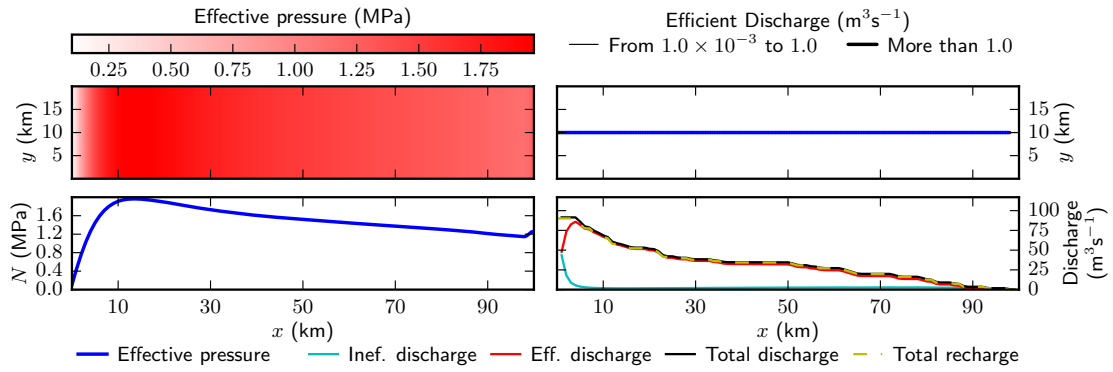 Effective pressure (MPa)
0.25 0.50 0.75 1.00 1.25 1.50 1.75
Efficient Discharge (m³s⁻¹)
From 1.0 × 10⁻³ to 1.0
More than 1.0
15
10
5
y (km)
15
10
5
y (km)
1.6
1.2
0.8
0.4
0.0
N (MPa)
10 30 50 70 90
x (km)
100
75
50
25
0
Discharge
(m³s⁻¹)
10 30 50 70 90
x (km)
Effective pressure Inef. discharge Eff. discharge Total discharge Total recharge